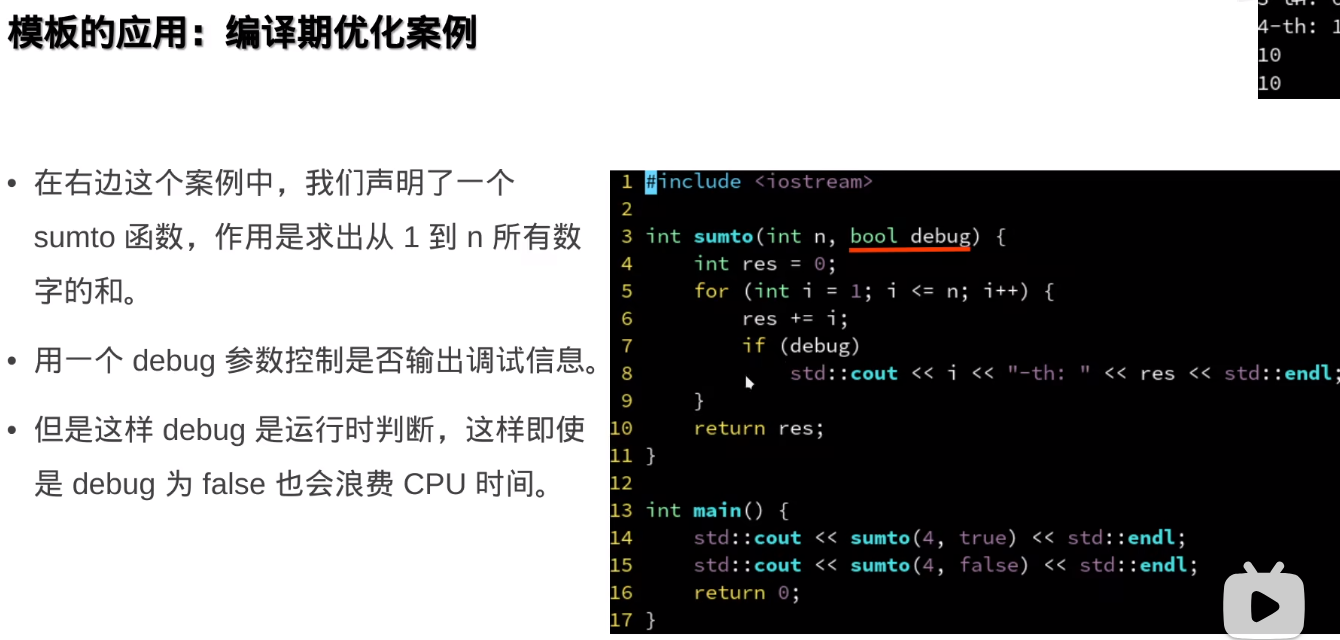 模板的应用：编译期优化案例
4-th: 1
10
10
• 在右边这个案例中，我们声明了一个
sumto 函数，作用是求出从 1 到 n 所有数
字的和。
• 用一个 debug 参数控制是否输出调试信息。
• 但是这样 debug 是运行时判断，这样即使
是 debug 为 false 也会浪费 CPU 时间。
1 #include <iostream>
2
3 int sumto(int n, bool debug) {
4     int res = 0;
5     for (int i = 1; i <= n; i++) {
6         res += i;
7         if (debug)
8             std::cout << i << "-th: " << res << std::endl;
9     }
10     return res;
11 }
12
13 int main() {
14     std::cout << sumto(4, true) << std::endl;
15     std::cout << sumto(4, false) << std::endl;
16     return 0;
17 }